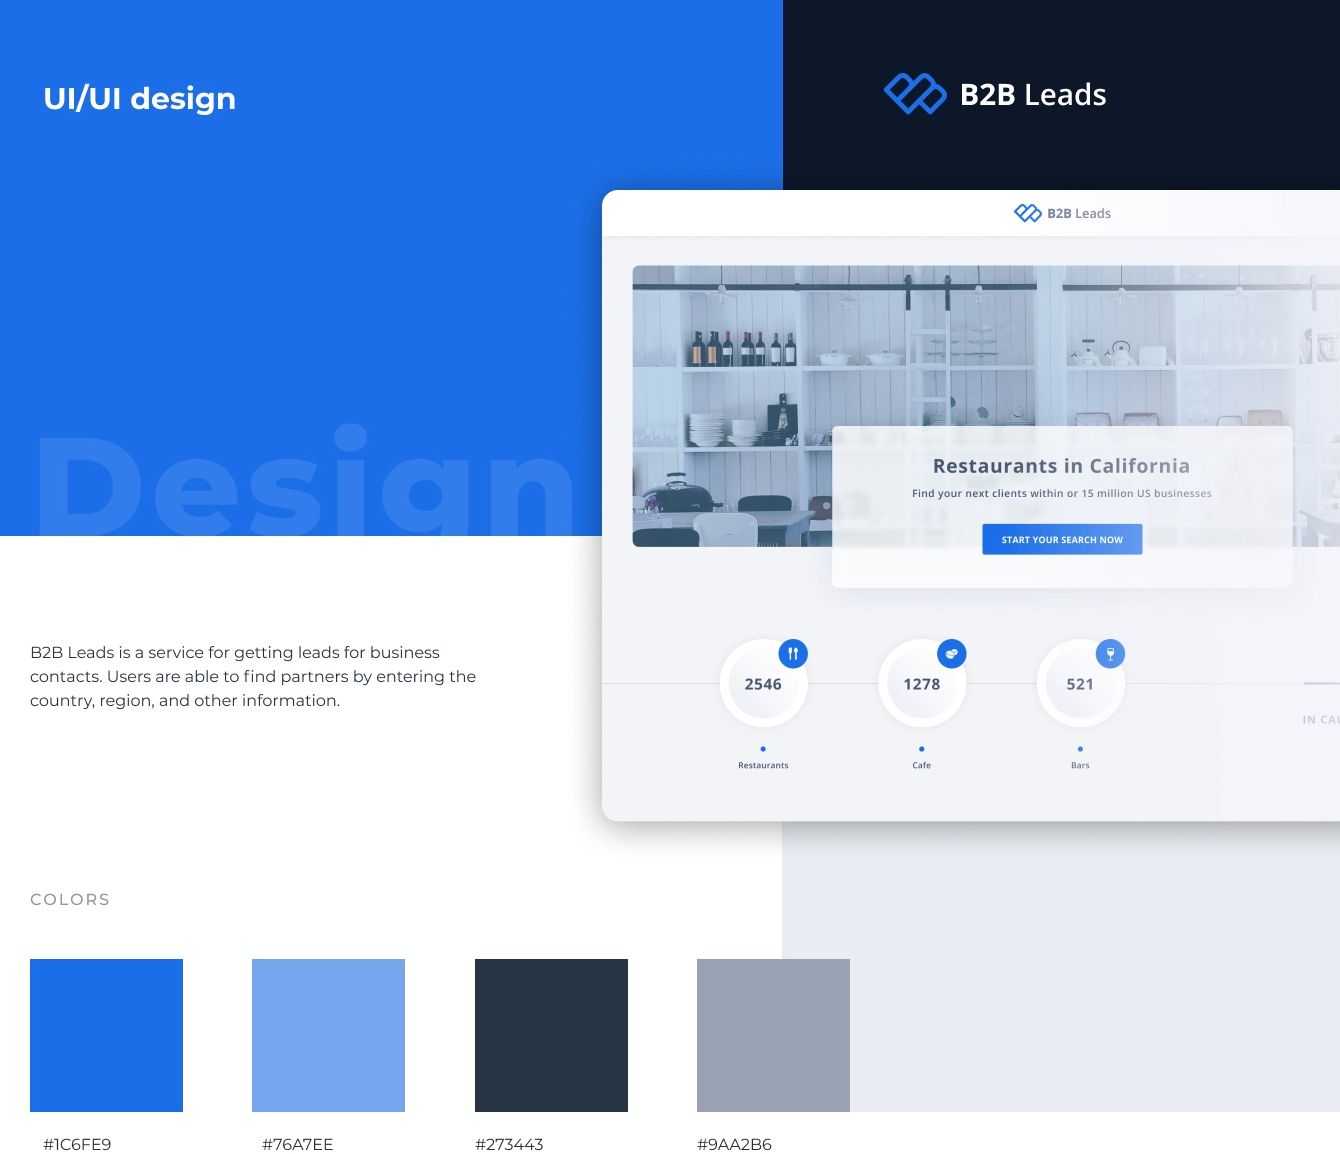 UI/UI design
B2B Leads
B2B Leads
Restaurants in California
Find your next clients within or 15 million US businesses
START YOUR SEARCH NOW
Design
2546
1278
521
IN CAL
Restaurants
Cafe
Bars
B2B Leads is a service for getting leads for business
contacts. Users are able to find partners by entering the
country, region, and other information.
COLORS
#1C6FE9
#76A7EE
#273443
#9AA2B6